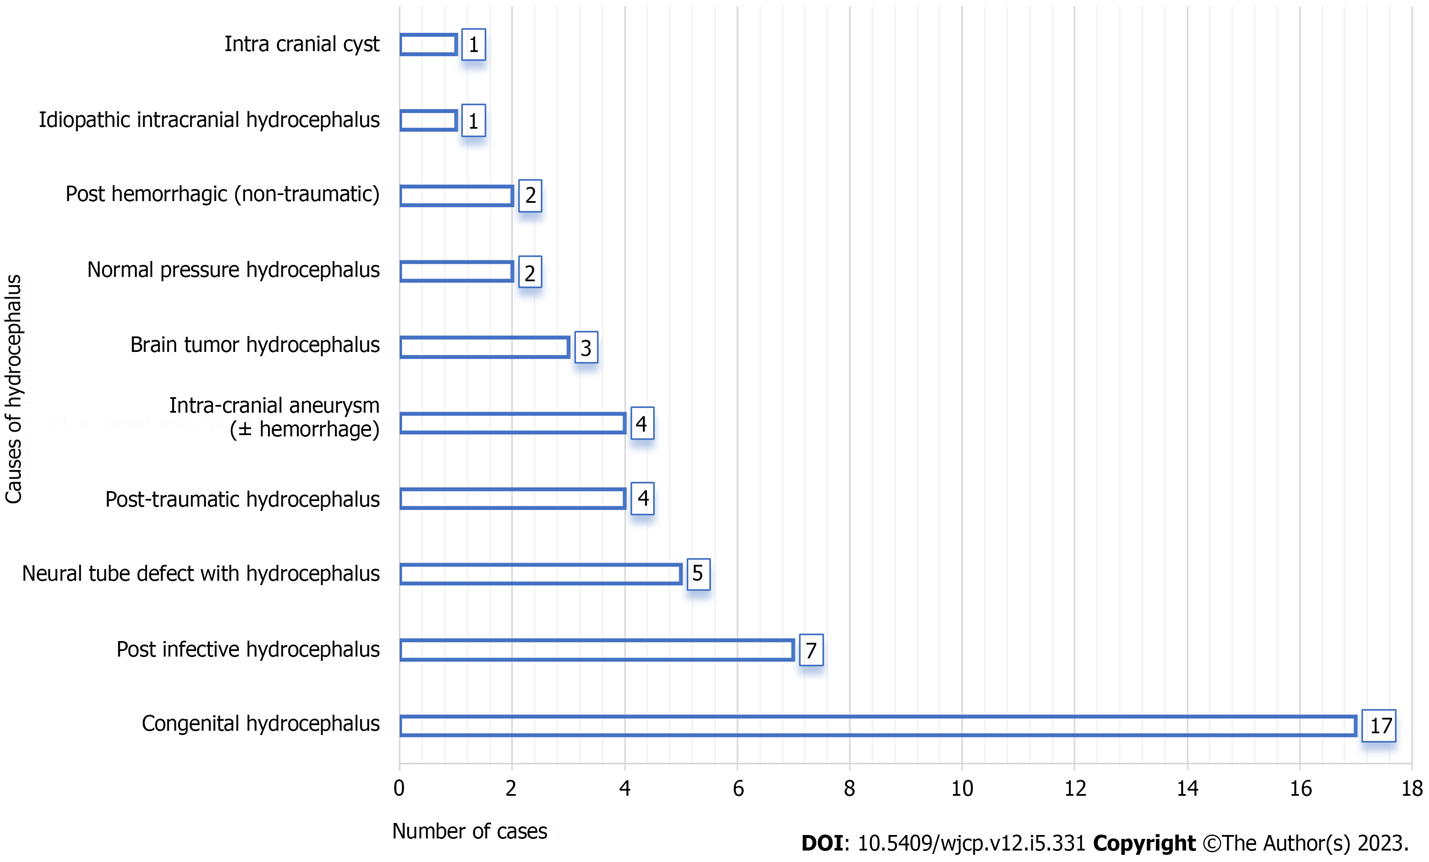 Intra cranial cyst
1
Idiopathic intracranial hydrocephalus
1
Post hemorrhagic (non-traumatic)
2
Normal pressure hydrocephalus
2
Brain tumor hydrocephalus
3
Intra-cranial aneurysm
(± hemorrhage)
4
Post-traumatic hydrocephalus
4
Neural tube defect with hydrocephalus
5
Post infective hydrocephalus
7
Congenital hydrocephalus
17
Causes of hydrocephalus
0 2 4 6 8 10 12 14 16 18
Number of cases
DOI: 10.5409/wjcp.v12.i5.331 Copyright ©The Author(s) 2023.